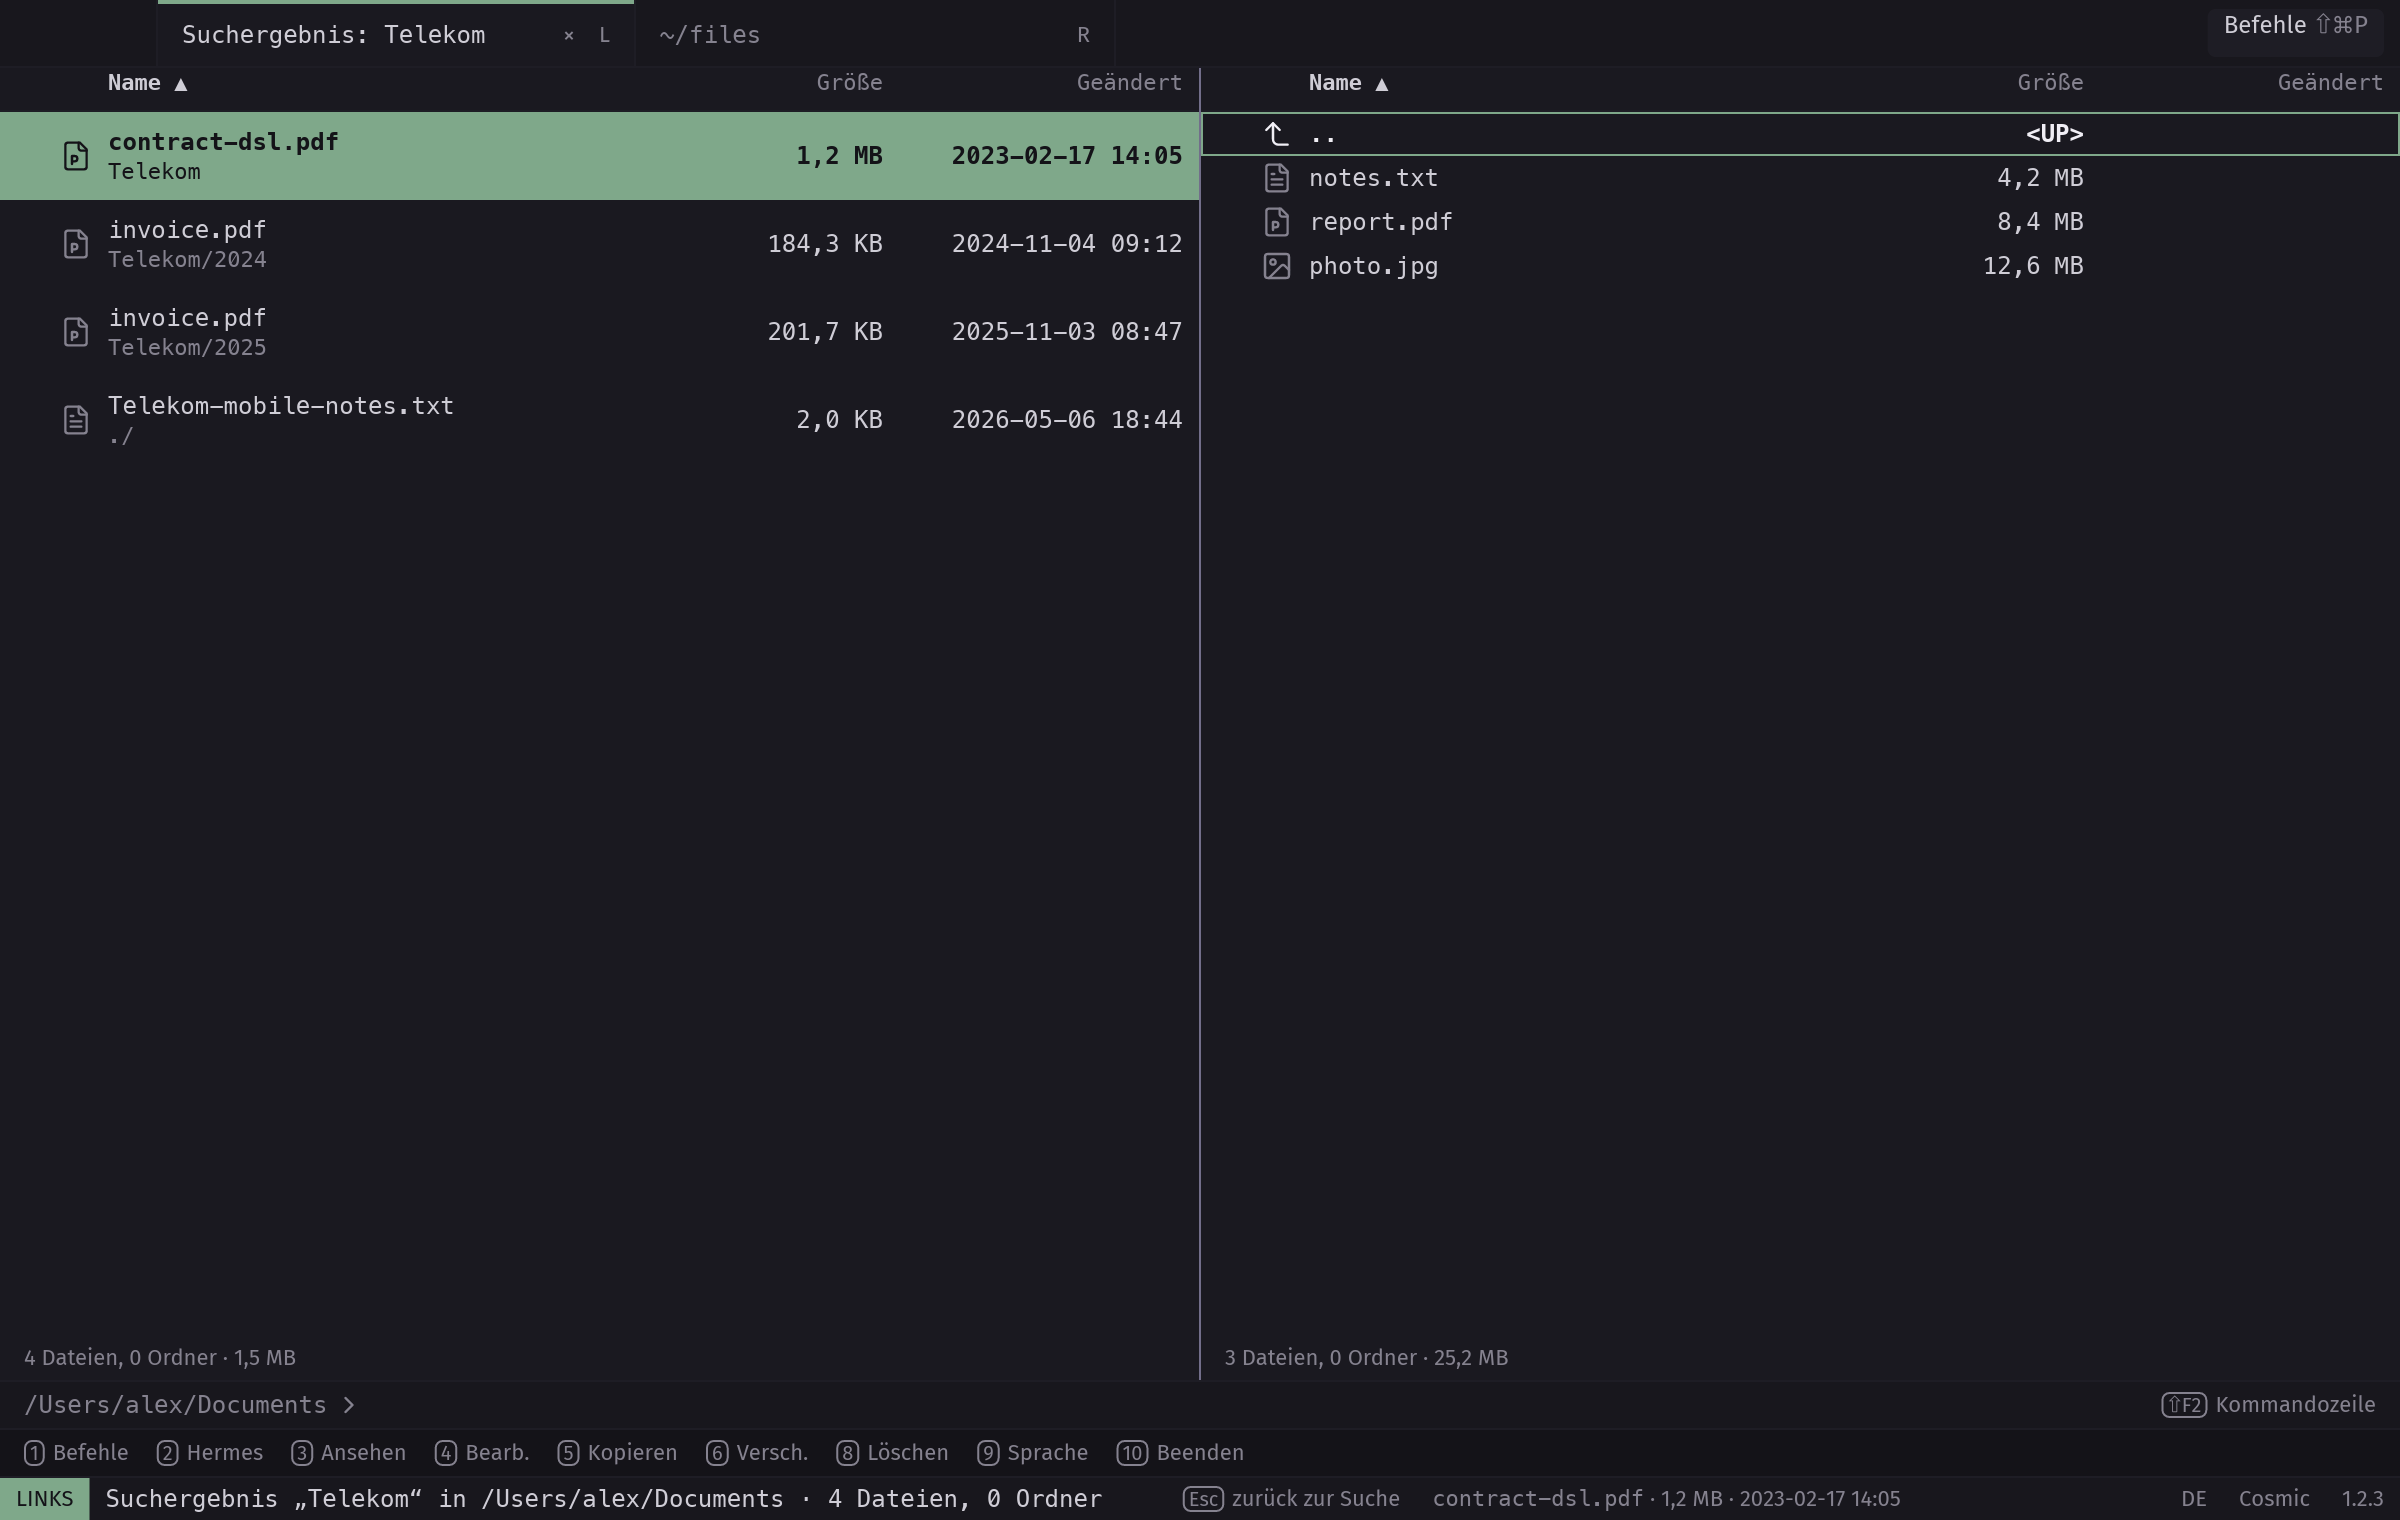 Suchergebnis: Telekom × L ~/files R Befehle ⇧⌘P
Name ▲ Größe Geändert
contract-dsl.pdf 1,2 MB 2023-02-17 14:05
Telekom
invoice.pdf 184,3 KB 2024-11-04 09:12
Telekom/2024
invoice.pdf 201,7 KB 2025-11-03 08:47
Telekom/2025
Telekom-mobile-notes.txt 2,0 KB 2026-05-06 18:44
./
4 Dateien, 0 Ordner · 1,5 MB
Name ▲ Größe Geändert
.. <UP>
notes.txt 4,2 MB
report.pdf 8,4 MB
photo.jpg 12,6 MB
3 Dateien, 0 Ordner · 25,2 MB
/Users/alex/Documents > ⇧F2 Kommandozeile
1 Befehle 2 Hermes 3 Ansehen 4 Bearb. 5 Kopieren 6 Versch. 8 Löschen 9 Sprache 10 Beenden
LINKS Suchergebnis „Telekom“ in /Users/alex/Documents · 4 Dateien, 0 Ordner Esc zurück zur Suche contract-dsl.pdf · 1,2 MB · 2023-02-17 14:05 DE Cosmic 1.2.3